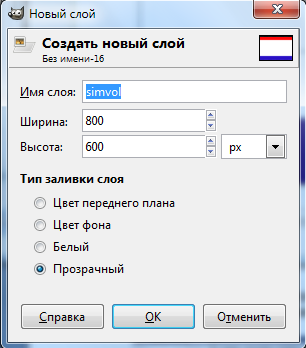 Новый слой
Создать новый слой
Без имени-16
Имя слоя: simvol
Ширина: 800
Высота: 600 px
Тип заливки слоя
Цвет переднего плана
Цвет фона
Белый
Прозрачный
Справка OK Отменить